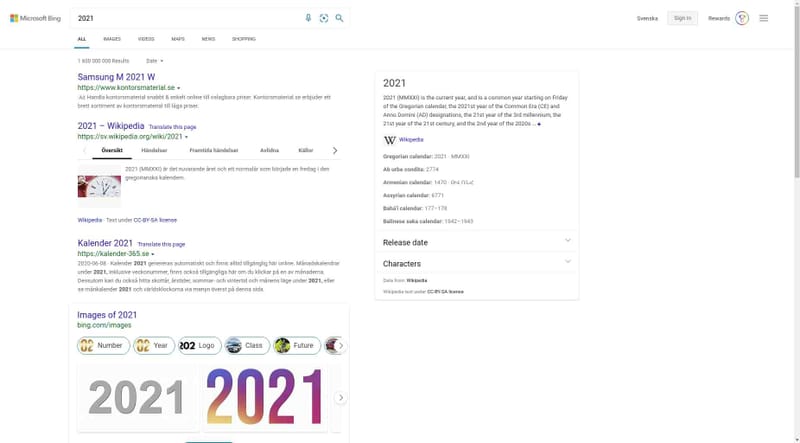 Microsoft Bing
2021
Svenska
Sign in
Rewards
ALL
IMAGES
VIDEOS
MAPS
NEWS
SHOPPING
Date
Samsung M 2021 W
https://www.kontorsmaterial.se
Ad Handla kontorsmaterial snabbt & enkelt online till oslagbara priser. Kontorsmaterial.se erbjuder ett
brett sortiment av kontorsmaterial till låga priser.
2021 – Wikipedia Translate this page
https://sv.wikipedia.org/wiki/2021
Översikt
Händelser
Framtida händelser
Avlidna
Källor
2021 (MMXXI) är det nuvarande året och ett normalår som började en fredag i den
gregorianska kalendern.
Wikipedia · Text under CC-BY-SA license
Kalender 2021 Translate this page
https://kalender-365.se
2020-06-08 · Kalender 2021 genereras automatiskt och finns alltid tillgänglig här online. Månadskalendrar
under 2021, inklusive veckonummer, finns också tillgängliga här om du klickar på en av månaderna.
Dessutom kan du också hitta skottår, årstider, sommar- och vintertid och månens läge under 2021, eller
se månkalender 2021 och världsklockorna via menyn överst på denna sida.
Images of 2021
bing.com/images
Number
Year
Logo
Class
Future
2021
2021
2021
2021 (MMXXI) is the current year, and is a common year starting on Friday
of the Gregorian calendar, the 2021st year of the Common Era (CE) and
Anno Domini (AD) designations, the 21st year of the 3rd millennium, the
21st year of the 21st century, and the 2nd year of the 2020s ...
W Wikipedia
Gregorian calendar: 2021 · MMXXI
Ab urbe condita: 2774
Armenian calendar: 1470
Assyrian calendar: 6771
Bahá'í calendar: 177–178
Balinese saka calendar: 1942–1943
Release date
Characters
Data from: Wikipedia
Wikipedia text under CC-BY-SA license